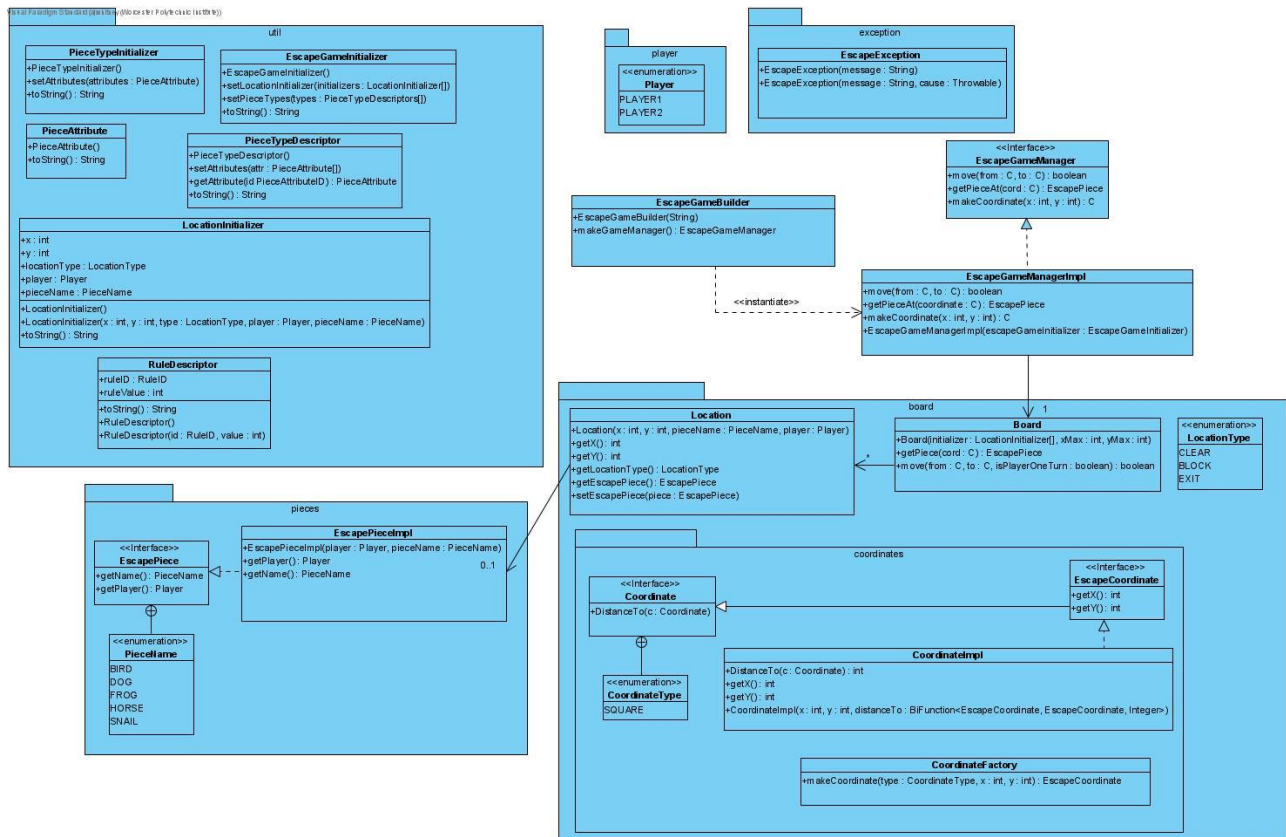 Visual Paradigm Standard (Worcester Polytechnic Institute)
util
PieceTypeInitializer
+PieceTypeInitializer()
+setAttributes(attributes : PieceAttribute)
+toString() : String
EscapeGameInitializer
+EscapeGameInitializer()
+setLocationInitializer(initializers : LocationInitializer[])
+setPieceTypes(types : PieceTypeDescriptors[])
+toString() : String
PieceAttribute
+PieceAttribute()
+toString() : String
PieceTypeDescriptor
+PieceTypeDescriptor()
+setAttributes(attr : PieceAttribute[])
+getAttribute(id PieceAttributeID) : PieceAttribute
+toString() : String
LocationInitializer
+x : int
+y : int
+locationType : LocationType
+player : Player
+pieceName : PieceName
+LocationInitializer()
+LocationInitializer(x : int, y : int, type : LocationType, player : Player, pieceName : PieceName)
+toString() : String
RuleDescriptor
+ruleID : RuleID
+ruleValue : int
+toString() : String
+RuleDescriptor()
+RuleDescriptor(id : RuleID, value : int)
player
<<enumeration>>
Player
PLAYER1
PLAYER2
exception
EscapeException
+EscapeException(message : String)
+EscapeException(message : String, cause : Throwable)
<<Interface>>
EscapeGameManager
+move(from : C, to : C) : boolean
+getPieceAt(cord : C) : EscapePiece
+makeCoordinate(x : int, y : int) : C
EscapeGameBuilder
+EscapeGameBuilder(String)
+makeGameManager() : EscapeGameManager
<<instantiate>>
EscapeGameManagerImpl
+move(from : C, to : C) : boolean
+getPieceAt(coordinate : C) : EscapePiece
+makeCoordinate(x : int, y : int) : C
+EscapeGameManagerImpl(escapeGameInitializer : EscapeGameInitializer)
1
board
Location
+Location(x : int, y : int, pieceName : PieceName, player : Player)
+getX() : int
+getY() : int
+getLocationType() : LocationType
+getEscapePiece() : EscapePiece
+setEscapePiece(piece : EscapePiece)
*
Board
+Board(initializer : LocationInitializer[], xMax : int, yMax : int)
+getPiece(cord : C) : EscapePiece
+move(from : C, to : C, isPlayerOneTurn : boolean) : boolean
<<enumeration>>
LocationType
CLEAR
BLOCK
EXIT
pieces
<<Interface>>
EscapePiece
+getName() : PieceName
+getPlayer() : Player
EscapePieceImpl
+EscapePieceImpl(player : Player, pieceName : PieceName)
+getPlayer() : Player
+getName() : PieceName
0..1
<<enumeration>>
PieceName
BIRD
DOG
FROG
HORSE
SNAIL
coordinates
<<Interface>>
Coordinate
+DistanceTo(c : Coordinate)
<<Interface>>
EscapeCoordinate
+getX() : int
+getY() : int
<<enumeration>>
CoordinateType
SQUARE
CoordinateImpl
+DistanceTo(c : Coordinate) : int
+getX() : int
+getY() : int
+CoordinateImpl(x : int, y : int, distanceTo : BiFunction<EscapeCoordinate, EscapeCoordinate, Integer>)
CoordinateFactory
+makeCoordinate(type : CoordinateType, x : int, y : int) : EscapeCoordinate